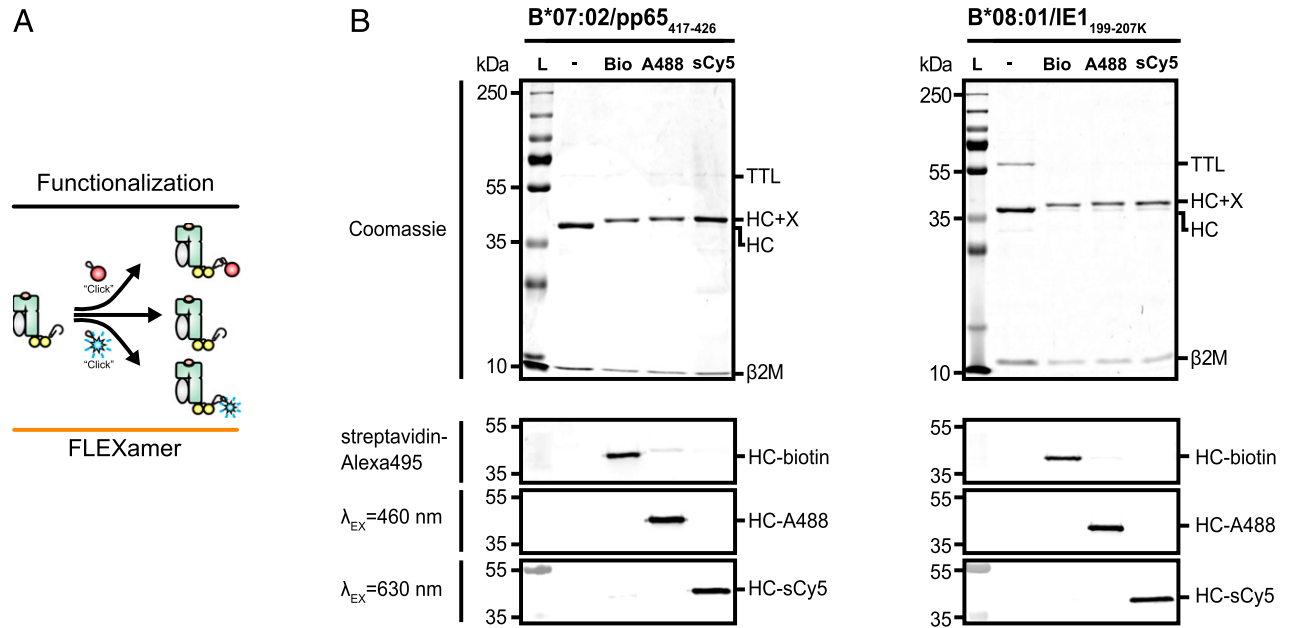 A
Functionalization
"Click"
"Click"
FLEXamer
B
B*07:02/pp65417-426
kDa L - Bio A488 sCy5
250
55
35
10
TTL
HC+X
HC
β2M
Coomassie
B*08:01/IE1199-207K
kDa L - Bio A488 sCy5
250
55
35
10
TTL
HC+X
HC
β2M
streptavidin-
Alexa495
55
35
HC-biotin
55
35
HC-biotin
λEX=460 nm
55
35
HC-A488
55
35
HC-A488
λEX=630 nm
55
35
HC-sCy5
55
35
HC-sCy5